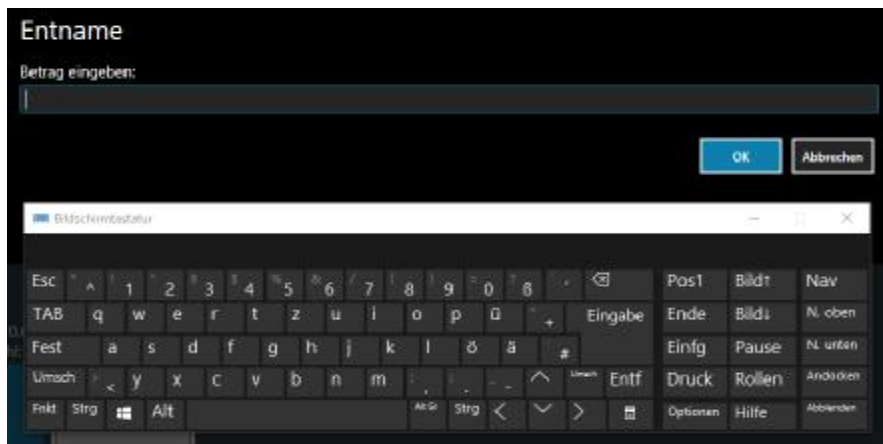 Entname
Betrag eingeben:
OK Abbrechen
Bildschirmtastatur
Esc ^ 1 2 3 4 5 6 7 8 9 0 ß Pos1 Bild↑ Nav
TAB q w e r t z u i o p ü + Eingabe Ende Bild↓ N. oben
Fest a s d f g h j k l ö ä # Einfg Pause N. unten
Umsch < y x c v b n m , . - Umsch Entf Druck Rollen Andocken
Fnkt Strg Alt Alt Gr Strg Optionen Hilfe Abblenden